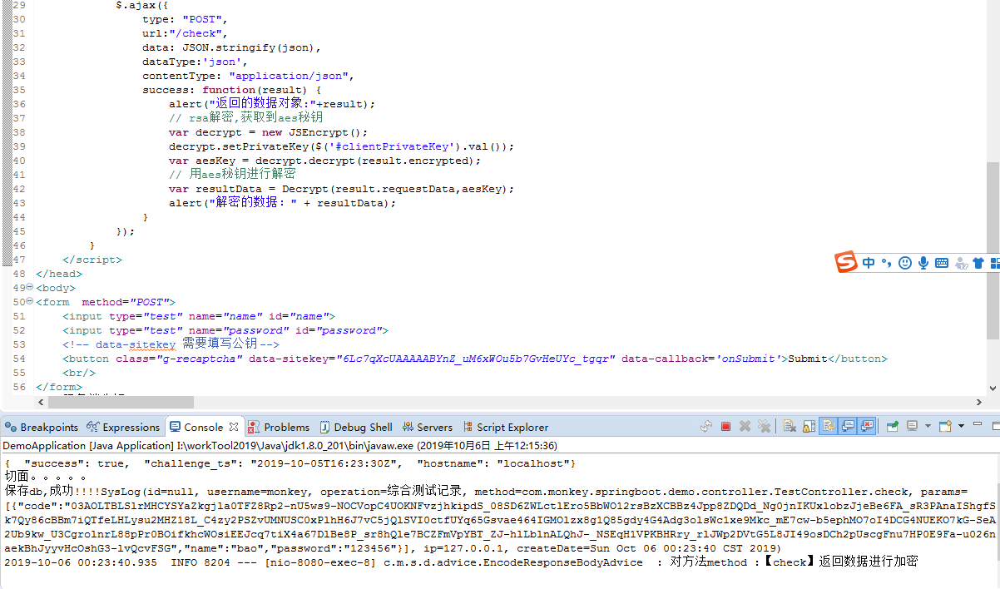 29 $.ajax({
30 type: "POST",
31 url:"/check",
32 data: JSON.stringify(json),
33 dataType:'json',
34 contentType: "application/json",
35 success: function(result) {
36 alert("返回的数据对象:"+result);
37 // rsa解密,获取到aes秘钥
38 var decrypt = new JSEncrypt();
39 decrypt.setPrivateKey($('#clientPrivateKey').val());
40 var aesKey = decrypt.decrypt(result.encrypted);
41 // 用aes秘钥进行解密
42 var resultData = Decrypt(result.requestData,aesKey);
43 alert("解密的数据：" + resultData);
44 }
45 });
46 }
47 </script>
48 </head>
49 <body>
50 <form method="POST">
51 <input type="test" name="name" id="name">
52 <input type="test" name="password" id="password">
53 <!-- data-sitekey 需要填写公钥-->
54 <button class="g-recaptcha" data-sitekey="6Lc7qXcUAAAAABYnZ_uM6xWOu5b7GvHeUYc_tgqr" data-callback='onSubmit'>Submit</button>
55 <br/>
56 </form>
S 中
Breakpoints Expressions Console Problems Debug Shell Servers Script Explorer
DemoApplication [Java Application] I:\workTool2019\Java\jdk1.8.0_201\bin\javaw.exe (2019年10月6日 上午12:15:36)
{ "success": true, "challenge_ts": "2019-10-05T16:23:30Z", "hostname": "localhost"}
切面。。。。。
保存db,成功!!!!SysLog(id=null, username=monkey, operation=综合测试记录, method=com.monkey.springboot.demo.controller.TestController.check, params=
[{"code":"03AOLTBLSlrMHCYSYaZkgjla0TFZ8Rp2-nU5ws9-NOCVopC4UOKNFvzjhkipdS_08SD6ZWLctlEro5BbWO12rsBzXCBBz4Jpp8ZDQDd_Ng0jnIKUxlobzJjeBe6FA_sR3PAnaIShgfS
k7Qy86cBBm7iQTfeLHLysu2MHZ18L_C4zy2PSZvUMNUSC0xPlhH6J7vC5jQlSVI0ctfUYq65Gsvae464IGMOlzx8g1Q85gdy4G4Adg3olsWc1xe9Mkc_mE7cw-b5ephMO7oI4DCG4NUEKO7kG-SeA
2Ub9kw_U3CgrolnrL88pPr0BOifkhcWOsiEEJcq7tiX4a67DlBe8P_sr8hQle7BCZFmVpYBT_ZJ-hlLblnALQhJ-_NSEqH1VPKBHRry_rlJWp2DVtG5L8JI49osDCh2pUscgFnu7HP0E9Fa-u026n
aekBhJyyvHcOshG3-lvQcvFSG","name":"bao","password":"123456"}], ip=127.0.0.1, createDate=Sun Oct 06 00:23:40 CST 2019)
2019-10-06 00:23:40.935 INFO 8204 --- [nio-8080-exec-8] c.m.s.d.advice.EncodeResponseBodyAdvice : 对方法method :【check】返回数据进行加密